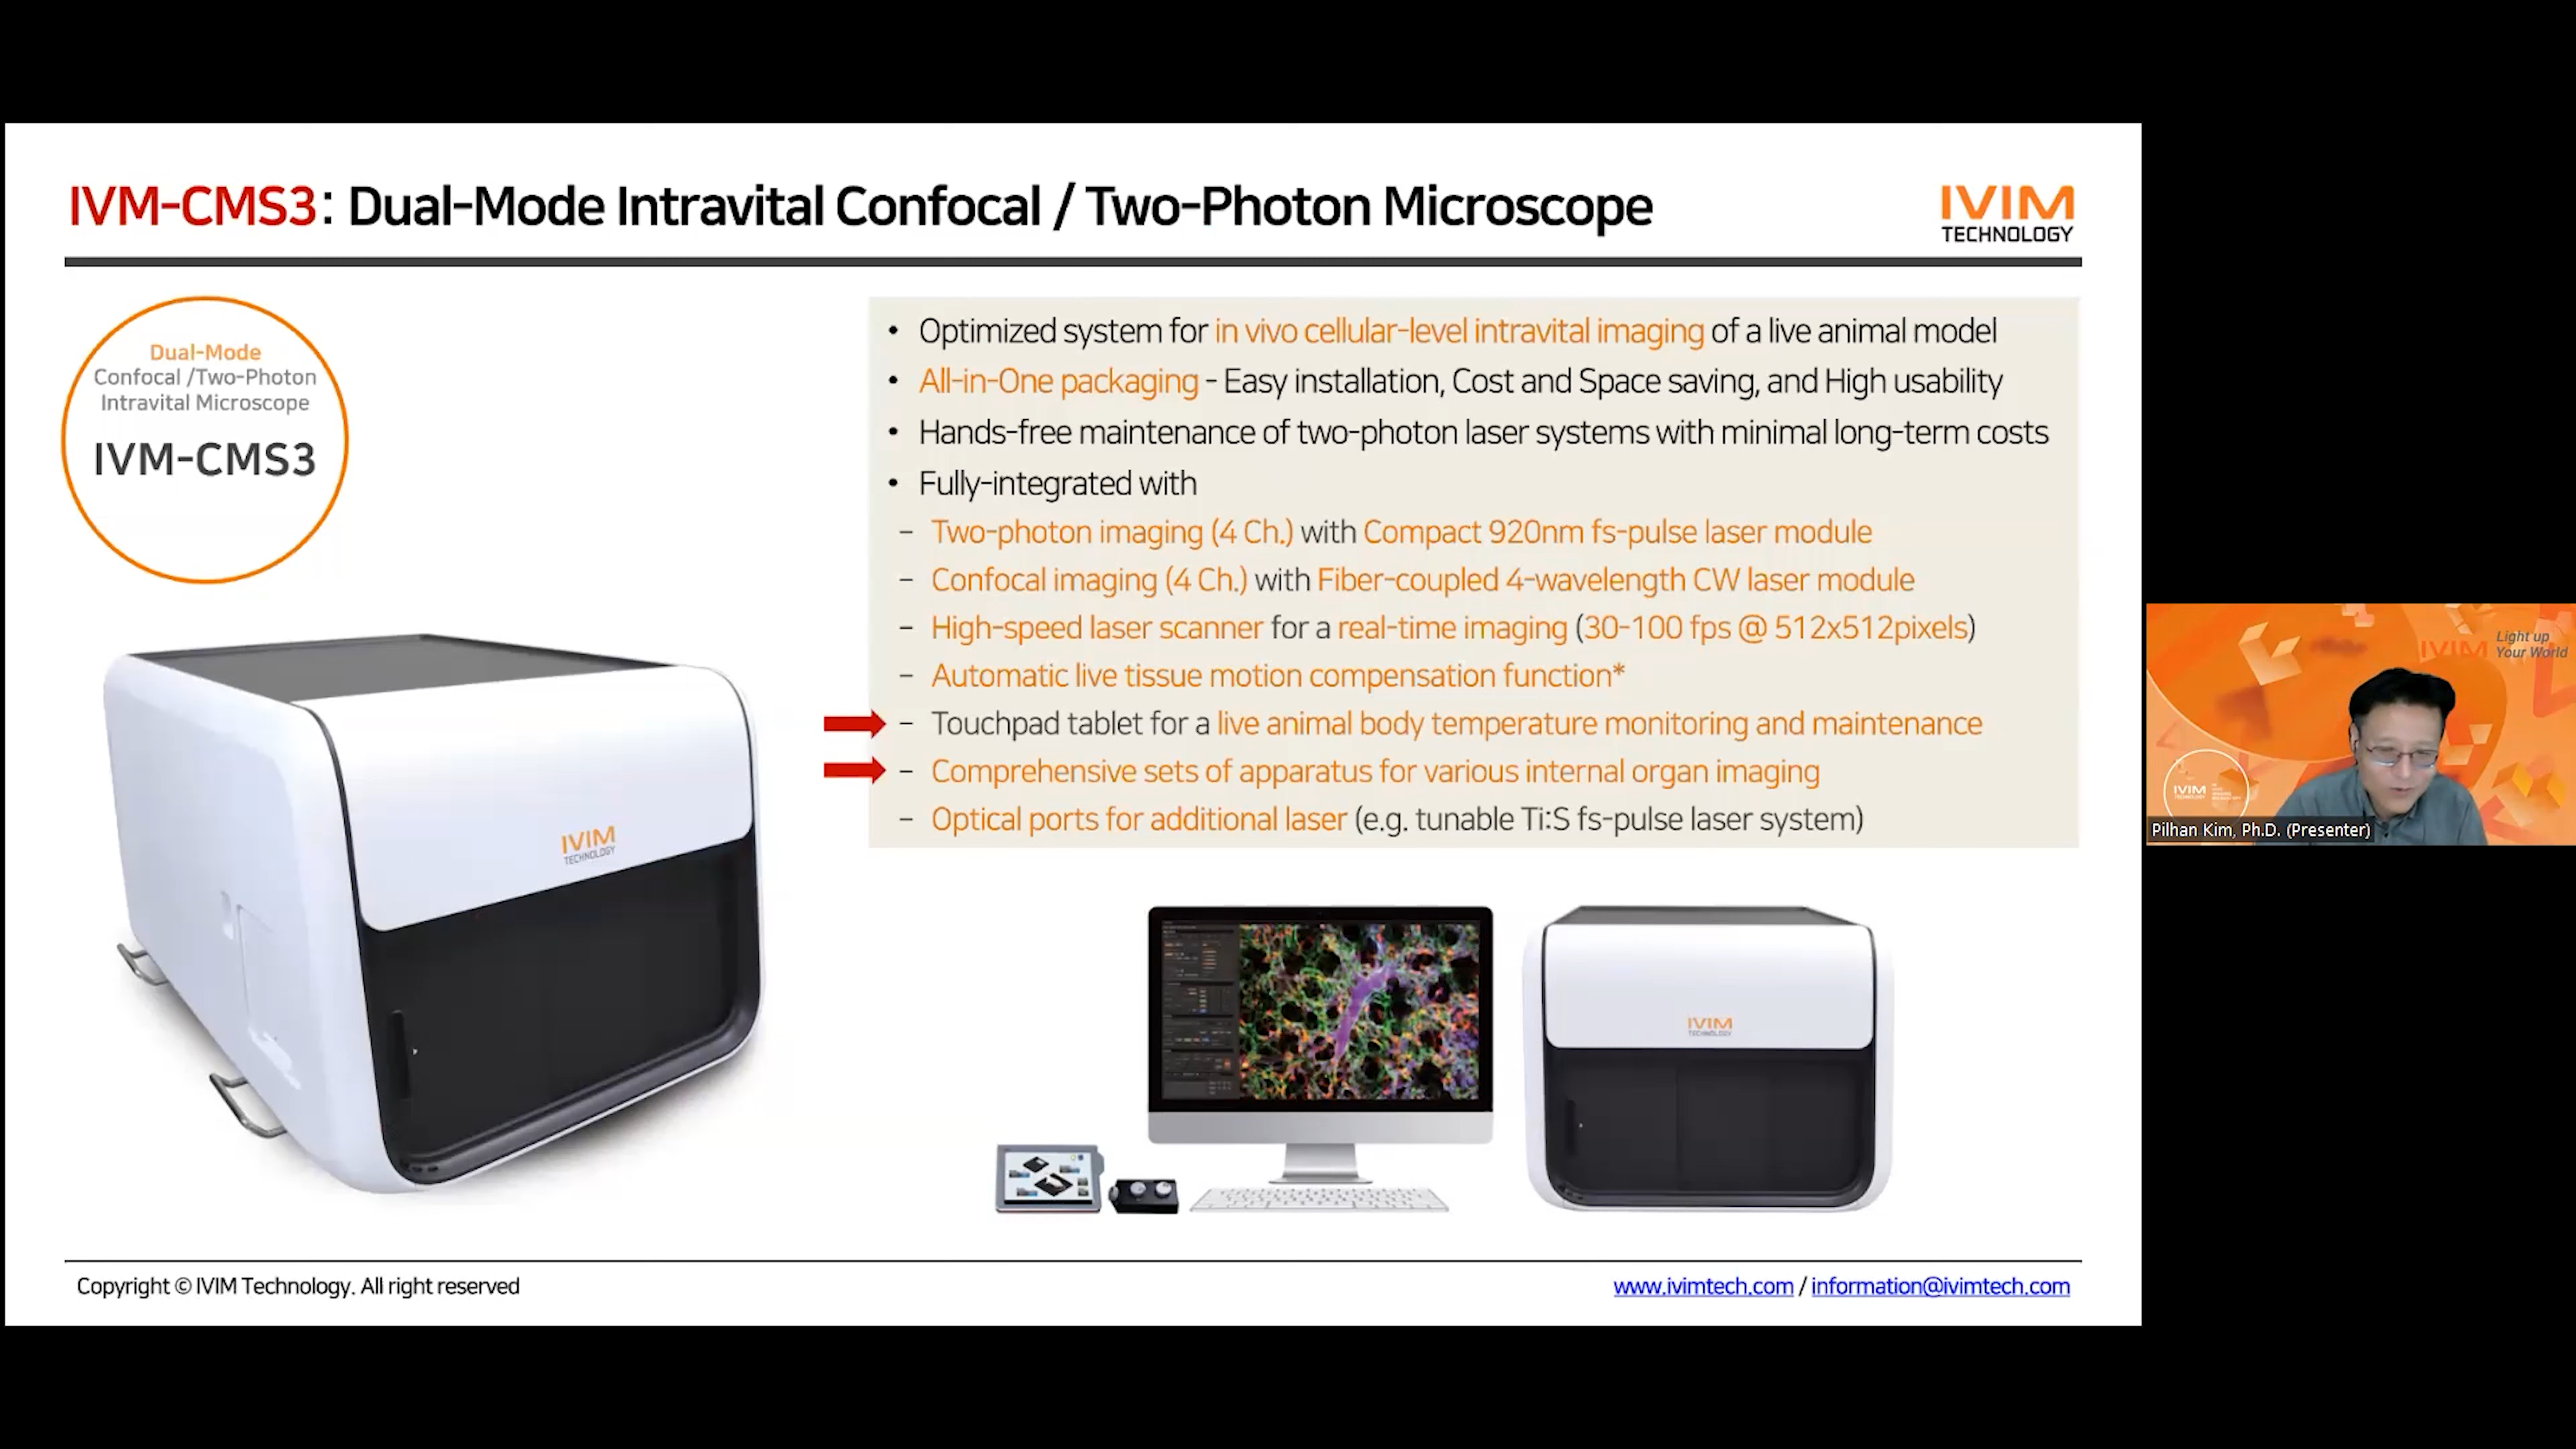 IVM-CMS3: Dual-Mode Intravital Confocal / Two-Photon Microscope
IVIM
TECHNOLOGY
Dual-Mode
Confocal /Two-Photon
Intravital Microscope
IVM-CMS3
• Optimized system for in vivo cellular-level intravital imaging of a live animal model
• All-in-One packaging - Easy installation, Cost and Space saving, and High usability
• Hands-free maintenance of two-photon laser systems with minimal long-term costs
• Fully-integrated with
– Two-photon imaging (4 Ch.) with Compact 920nm fs-pulse laser module
– Confocal imaging (4 Ch.) with Fiber-coupled 4-wavelength CW laser module
– High-speed laser scanner for a real-time imaging (30-100 fps @ 512x512pixels)
– Automatic live tissue motion compensation function*
– Touchpad tablet for a live animal body temperature monitoring and maintenance
– Comprehensive sets of apparatus for various internal organ imaging
– Optical ports for additional laser (e.g. tunable Ti:S fs-pulse laser system)
IVIM
TECHNOLOGY
IVIM
TECHNOLOGY
IVIM
Light up
Your World
IVIM
Pilhan Kim, Ph.D. (Presenter)
Copyright © IVIM Technology. All right reserved
www.ivimtech.com / information@ivimtech.com